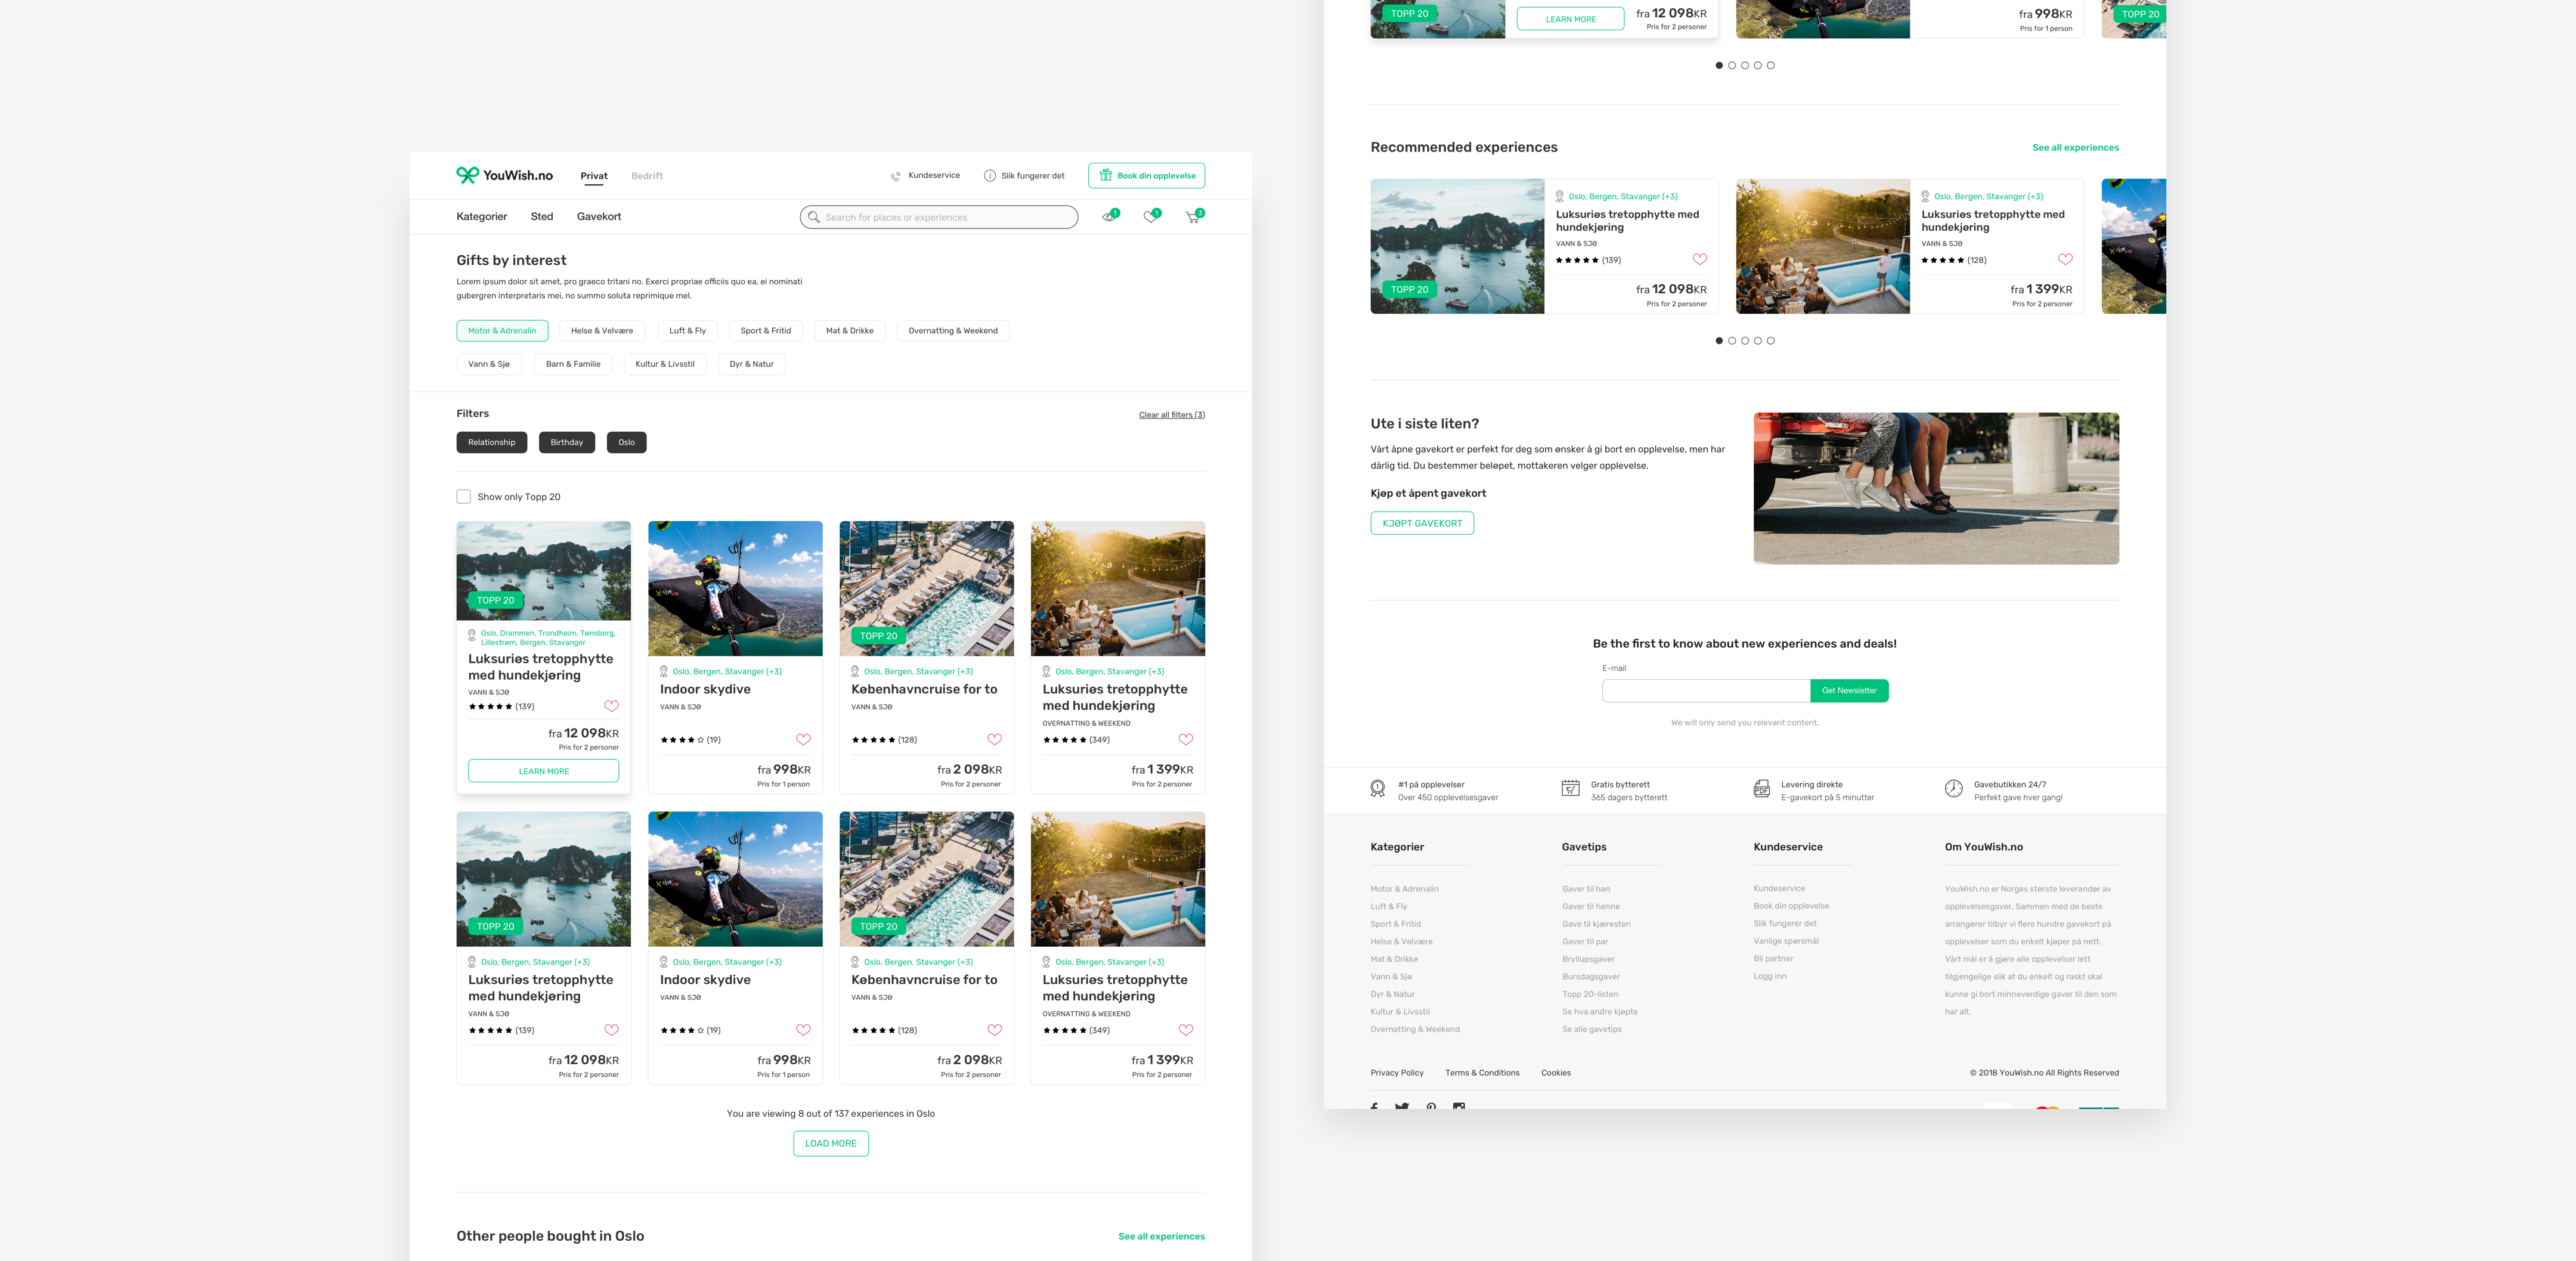 YouWish.no
Privat
Bedrift
Kundeservice
Slik fungerer det
Book din opplevelse
Kategorier
Sted
Gavekort
Search for places or experiences
1
1
3
Gifts by interest
Lorem ipsum dolor sit amet, pro graeco tritani no. Exerci propriae officiis quo ea, ei nominati
gubergren interpretaris mei, no summo soluta reprimique mel.
Motor & Adrenalin
Helse & Velvære
Luft & Fly
Sport & Fritid
Mat & Drikke
Overnatting & Weekend
Vann & Sjø
Barn & Familie
Kultur & Livsstil
Dyr & Natur
Filters
Clear all filters (3)
Relationship
Birthday
Oslo
Show only Topp 20
TOPP 20
Oslo, Drammen, Trondheim, Tønsberg,
Lillestrøm, Bergen, Stavanger
Luksuriøs tretopphytte
med hundekjøring
VANN & SJØ
(139)
fra 12 098KR
Pris for 2 personer
LEARN MORE
Oslo, Bergen, Stavanger (+3)
Indoor skydive
VANN & SJØ
(19)
fra 998KR
Pris for 1 person
TOPP 20
Oslo, Bergen, Stavanger (+3)
Københavncruise for to
VANN & SJØ
(128)
fra 2 098KR
Pris for 2 personer
Oslo, Bergen, Stavanger (+3)
Luksuriøs tretopphytte
med hundekjøring
OVERNATTING & WEEKEND
(349)
fra 1 399KR
Pris for 2 personer
TOPP 20
Oslo, Bergen, Stavanger (+3)
Luksuriøs tretopphytte
med hundekjøring
VANN & SJØ
(139)
fra 12 098KR
Pris for 2 personer
Oslo, Bergen, Stavanger (+3)
Indoor skydive
VANN & SJØ
(19)
fra 998KR
Pris for 1 person
TOPP 20
Oslo, Bergen, Stavanger (+3)
Københavncruise for to
VANN & SJØ
(128)
fra 2 098KR
Pris for 2 personer
Oslo, Bergen, Stavanger (+3)
Luksuriøs tretopphytte
med hundekjøring
OVERNATTING & WEEKEND
(349)
fra 1 399KR
Pris for 2 personer
You are viewing 8 out of 137 experiences in Oslo
LOAD MORE
Other people bought in Oslo
See all experiences
TOPP 20
LEARN MORE
fra 12 098KR
Pris for 2 personer
fra 998KR
Pris for 1 person
TOPP 20
Recommended experiences
See all experiences
TOPP 20
Oslo, Bergen, Stavanger (+3)
Luksuriøs tretopphytte med
hundekjøring
VANN & SJØ
(139)
fra 12 098KR
Pris for 2 personer
Oslo, Bergen, Stavanger (+3)
Luksuriøs tretopphytte med
hundekjøring
VANN & SJØ
(128)
fra 1 399KR
Pris for 2 personer
Ute i siste liten?
Vårt åpne gavekort er perfekt for deg som ønsker å gi bort en opplevelse, men har
dårlig tid. Du bestemmer beløpet, mottakeren velger opplevelse.
Kjøp et åpent gavekort
KJØPT GAVEKORT
Be the first to know about new experiences and deals!
E-mail
Get Newsletter
We will only send you relevant content.
#1 på opplevelser
Over 450 opplevelsesgaver
Gratis bytterett
365 dagers bytterett
PDF
Levering direkte
E-gavekort på 5 minutter
Gavebutikken 24/7
Perfekt gave hver gang!
Kategorier
Motor & Adrenalin
Luft & Fly
Sport & Fritid
Helse & Velvære
Mat & Drikke
Vann & Sjø
Dyr & Natur
Kultur & Livsstil
Overnatting & Weekend
Gavetips
Gaver til han
Gaver til henne
Gave til kjæresten
Gaver til par
Bryllupsgaver
Bursdagsgaver
Topp 20-listen
Se hva andre kjøpte
Se alle gavetips
Kundeservice
Kundeservice
Book din opplevelse
Slik fungerer det
Vanlige spørsmål
Bli partner
Logg inn
Om YouWish.no
YouWish.no er Norges største leverandør av
opplevelsesgaver. Sammen med de beste
arrangører tilbyr vi flere hundre gavekort på
opplevelser som du enkelt kjøper på nett.
Vårt mål er å gjøre alle opplevelser lett
tilgjengelige slik at du enkelt og raskt skal
kunne gi bort minneverdige gaver til den som
har alt.
Privacy Policy
Terms & Conditions
Cookies
© 2018 YouWish.no All Rights Reserved